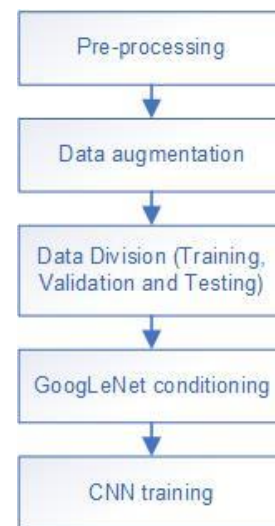 Pre-processing
Data augmentation
Data Division (Training,
Validation and Testing)
GoogLeNet conditioning
CNN training